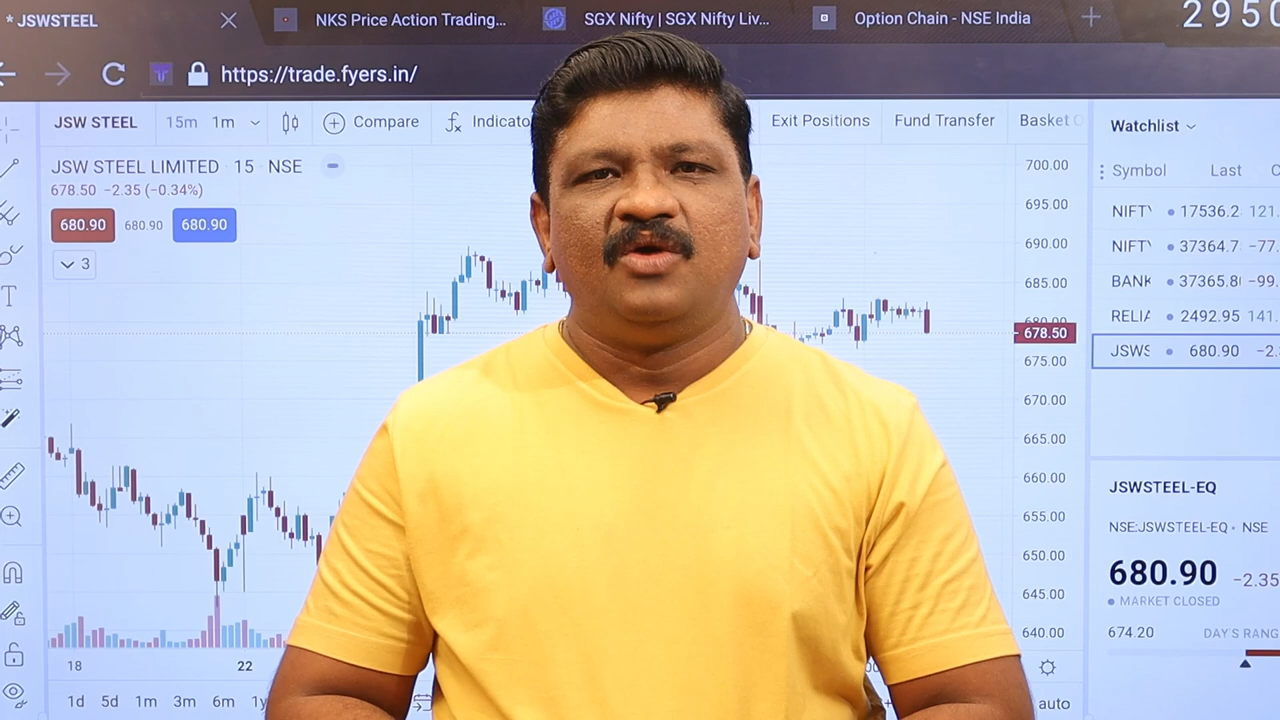 * JSWSTEEL
NKS Price Action Trading...
SGX Nifty | SGX Nifty Liv...
Option Chain - NSE India
2950
https://trade.fyers.in/
JSW STEEL 15m 1m Compare Indicato Exit Positions Fund Transfer Basket
Watchlist
JSW STEEL LIMITED · 15 NSE
678.50 −2.35 (−0.34%)
680.90 680.90 680.90
3
700.00
695.00
690.00
685.00
680.00
678.50
675.00
670.00
665.00
660.00
655.00
650.00
645.00
640.00
Symbol Last C
NIFTY 17536.2 121.
NIFTY 37364.7 −77.
BANK 37365.8 −99.
RELIA 2492.95 141.
JSWS 680.90 −2.
JSWSTEEL-EQ
NSE:JSWSTEEL-EQ • NSE
680.90 −2.35
MARKET CLOSED
674.20 DAY'S RANG
18 22
1d 5d 1m 3m 6m 1y
auto